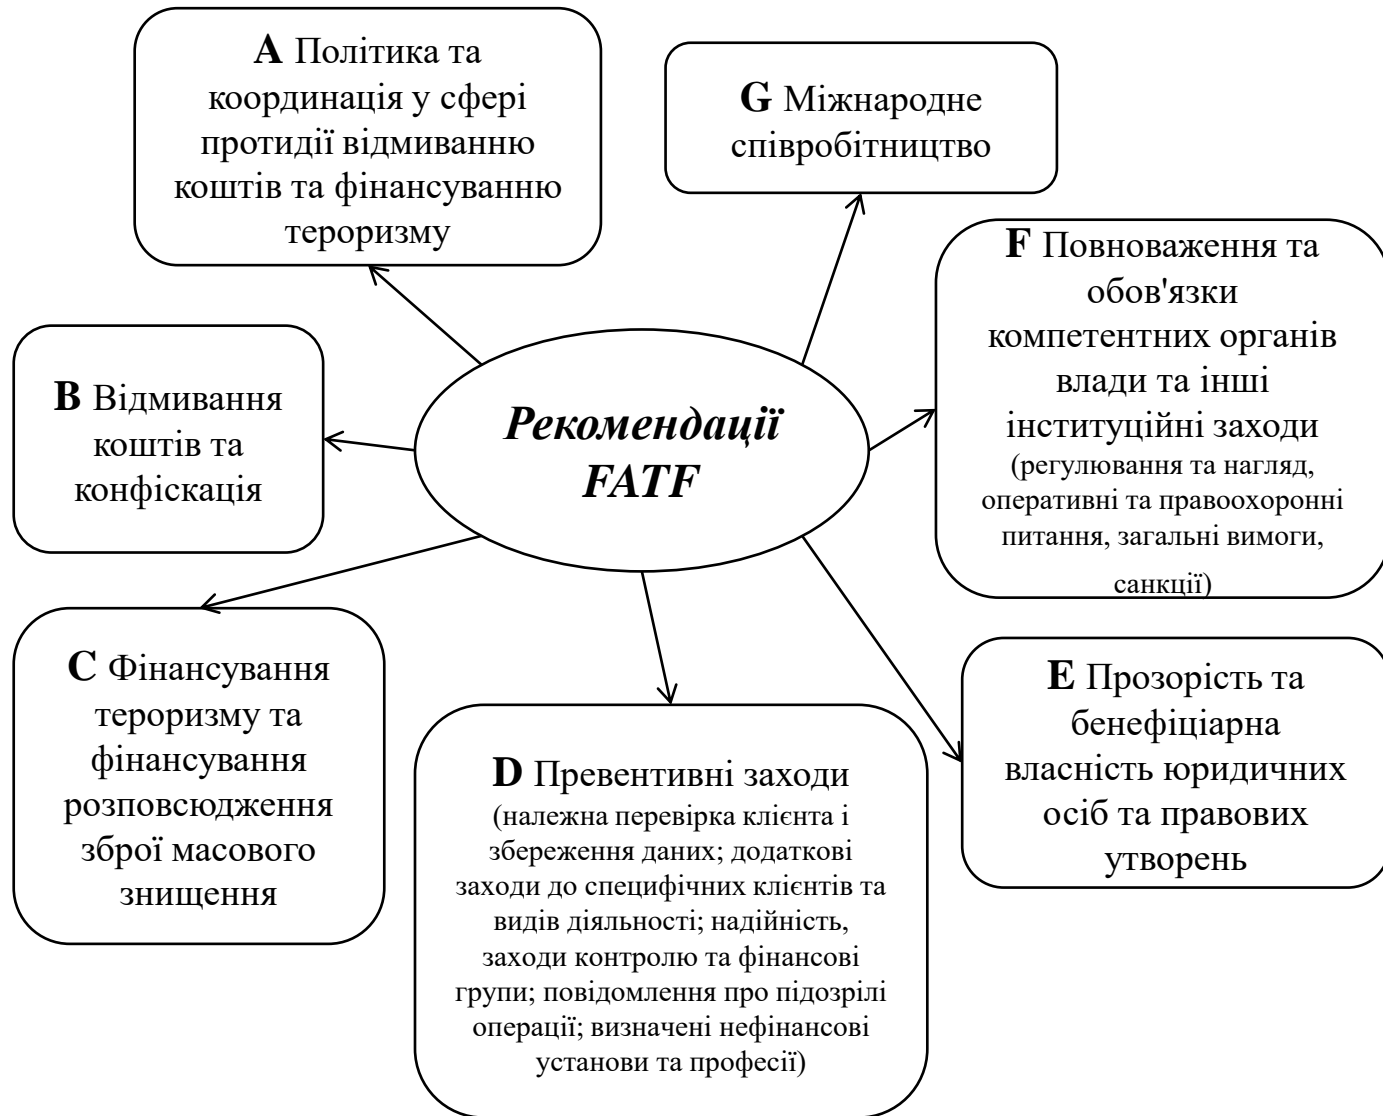 A Політика та
координація у сфері
протидії відмиванню
коштів та фінансуванню
тероризму
G Міжнародне
співробітництво
F Повноваження та
обов'язки
компетентних органів
влади та інші
інституційні заходи
(регулювання та нагляд,
оперативні та правоохоронні
питання, загальні вимоги,
санкції)
B Відмивання
коштів та
конфіскація
Рекомендації
FATF
C Фінансування
тероризму та
фінансування
розповсюдження
зброї масового
знищення
D Превентивні заходи
(належна перевірка клієнта і
збереження даних; додаткові
заходи до специфічних клієнтів та
видів діяльності; надійність,
заходи контролю та фінансові
групи; повідомлення про підозрілі
операції; визначені нефінансові
установи та професії)
E Прозорість та
бенефіціарна
власність юридичних
осіб та правових
утворень